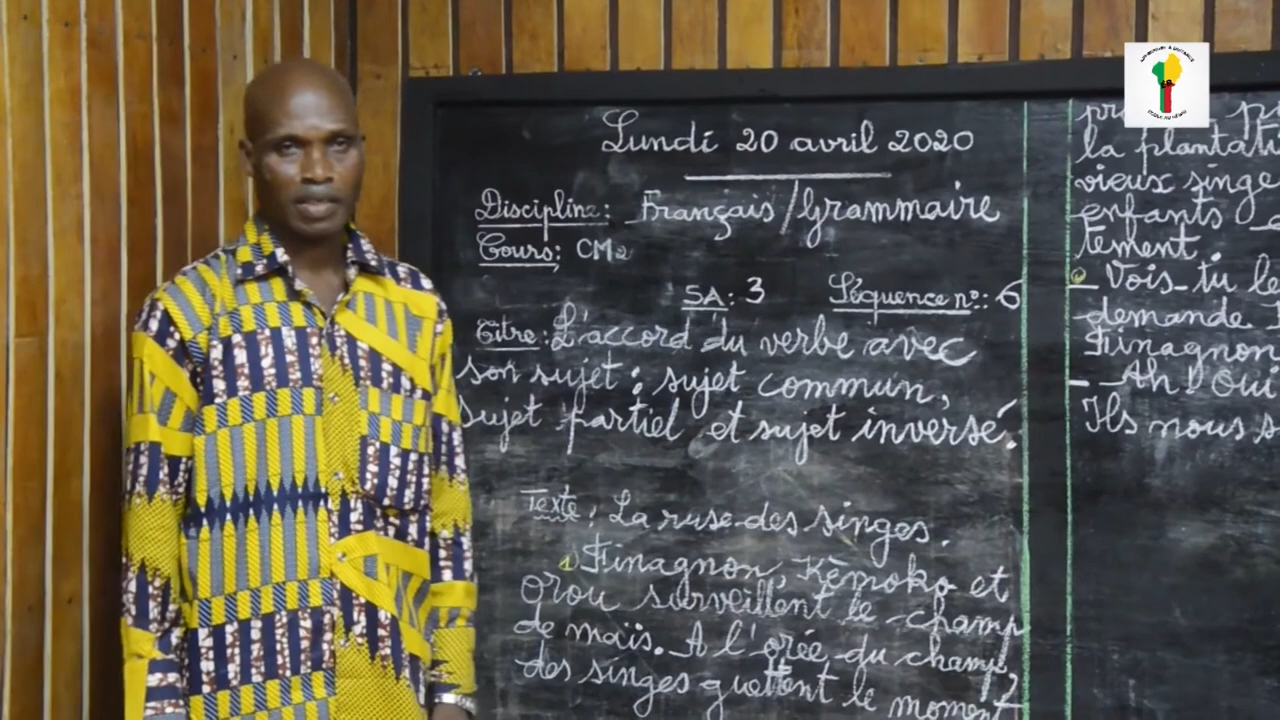 Lundi 20 avril 2020
Discipline: Français/Grammaire
Cours: CM2
SA: 3 Séquence n°: 6
Titre: L'accord du verbe avec
son sujet: sujet commun,
sujet partiel et sujet inversé.
Texte: La ruse des singes.
1 Finagnon, Kèmoko et
Orou surveillent le champ
de maïs. A l'orée du champ,
des singes guettent le moment
la plantati
vieux singe
enfants
tement.
Vois-tu le
demande
Finagnon
_Ah! Oui
Ils nous s